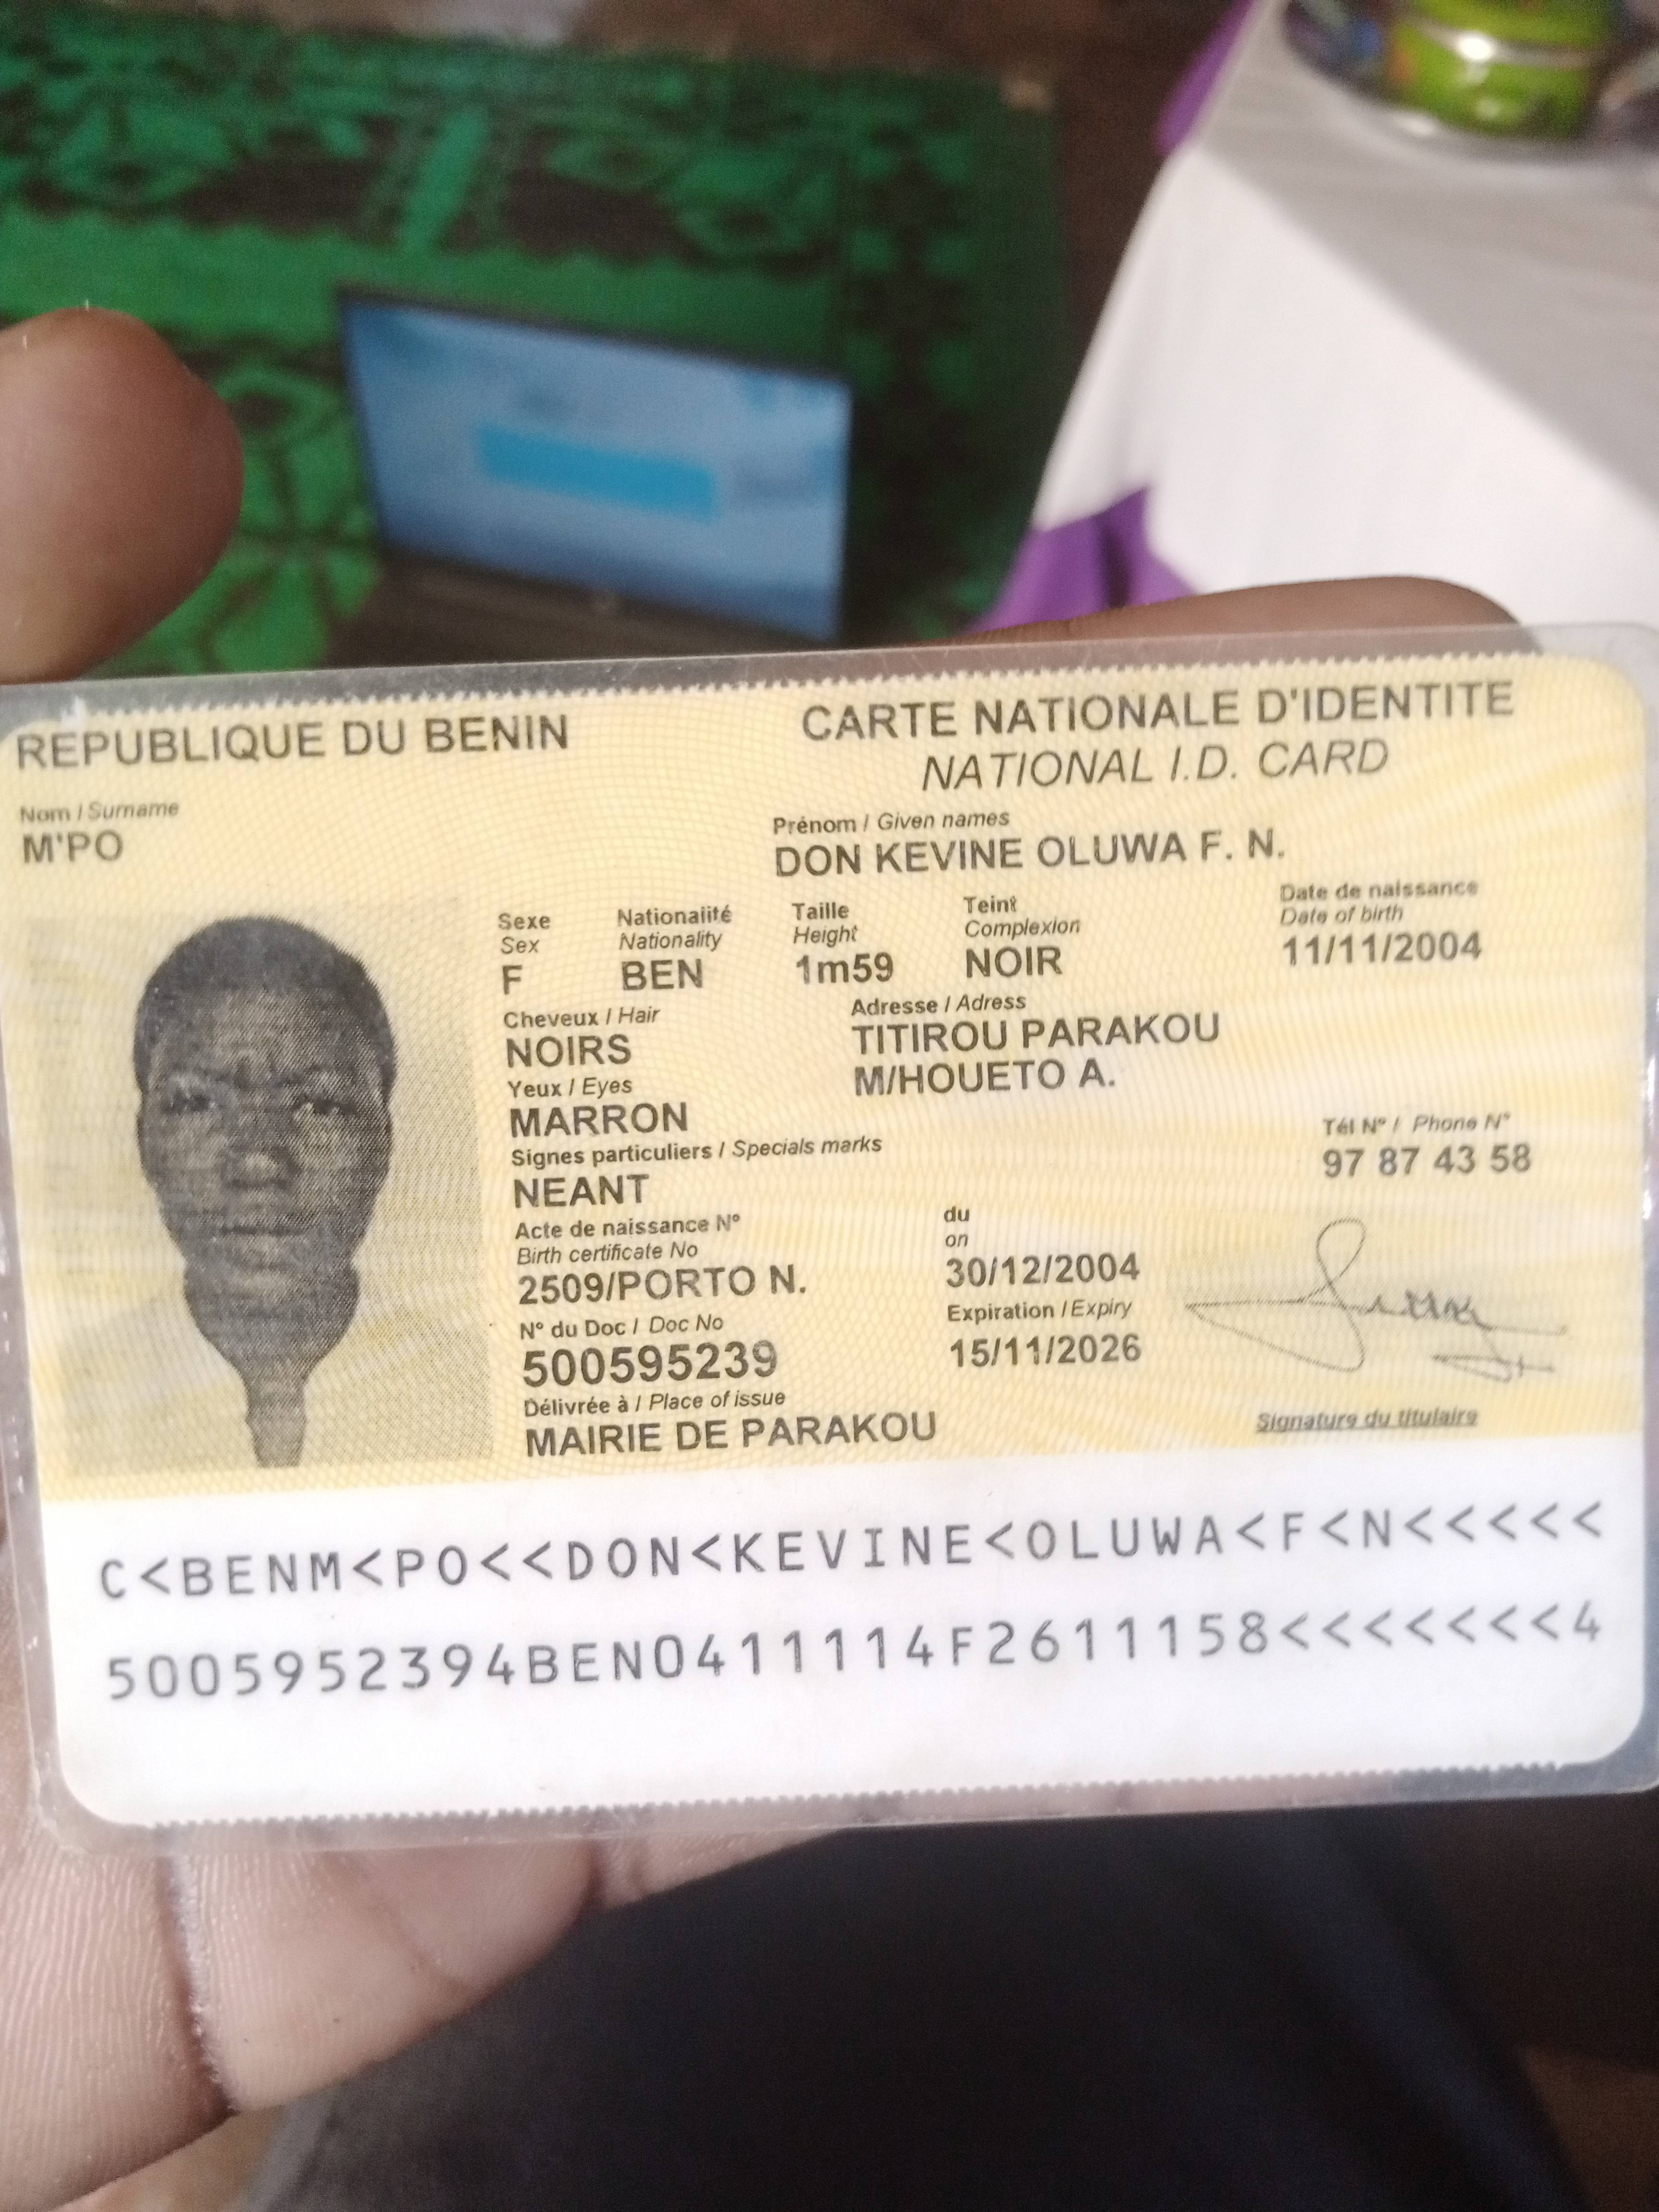 REPUBLIQUE DU BENIN
CARTE NATIONALE D'IDENTITE
NATIONAL I.D. CARD
Nom / Surname
M'PO
Prénom / Given names
DON KEVINE OLUWA F. N.
Sexe
Sex
F
Nationalité
Nationality
BEN
Taille
Height
1m59
Teint
Complexion
NOIR
Date de naissance
Date of birth
11/11/2004
Cheveux / Hair
NOIRS
Adresse / Adress
TITIROU PARAKOU
M/HOUETO A.
Yeux / Eyes
MARRON
Signes particuliers / Specials marks
NEANT
Tél N° / Phone N°
97 87 43 58
Acte de naissance N°
Birth certificate No
2509/PORTO N.
du
on
30/12/2004
N° du Doc / Doc No
500595239
Expiration / Expiry
15/11/2026
Délivrée à / Place of issue
MAIRIE DE PARAKOU
Signature du titulaire
C<BENM<PO<<DON<KEVINE<OLUWA<F<N<<<<<
5005952394BEN0411114F2611158<<<<<<<4